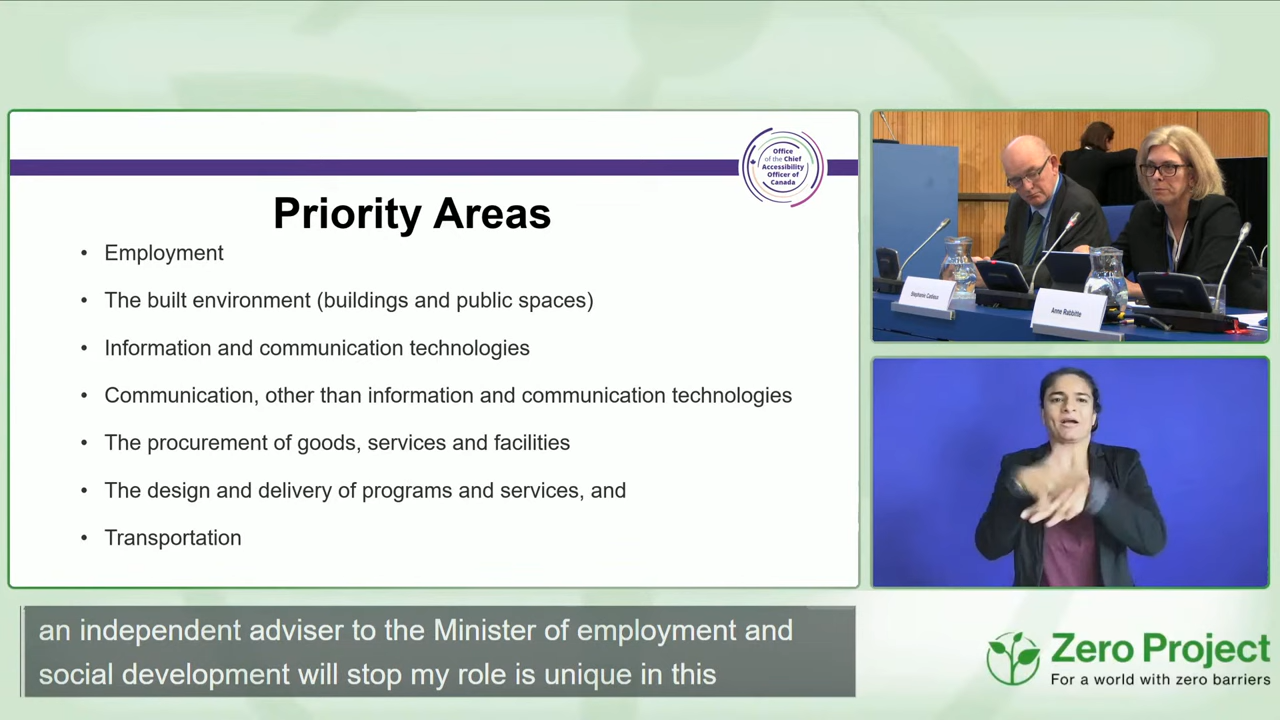 Office
of the Chief
Accessibility
Officer of
Canada
Priority Areas
• Employment
• The built environment (buildings and public spaces)
• Information and communication technologies
• Communication, other than information and communication technologies
• The procurement of goods, services and facilities
• The design and delivery of programs and services, and
• Transportation
Stephanie Cadieux
Anne Rabbitte
an independent adviser to the Minister of employment and
social development will stop my role is unique in this
Zero Project
For a world with zero barriers